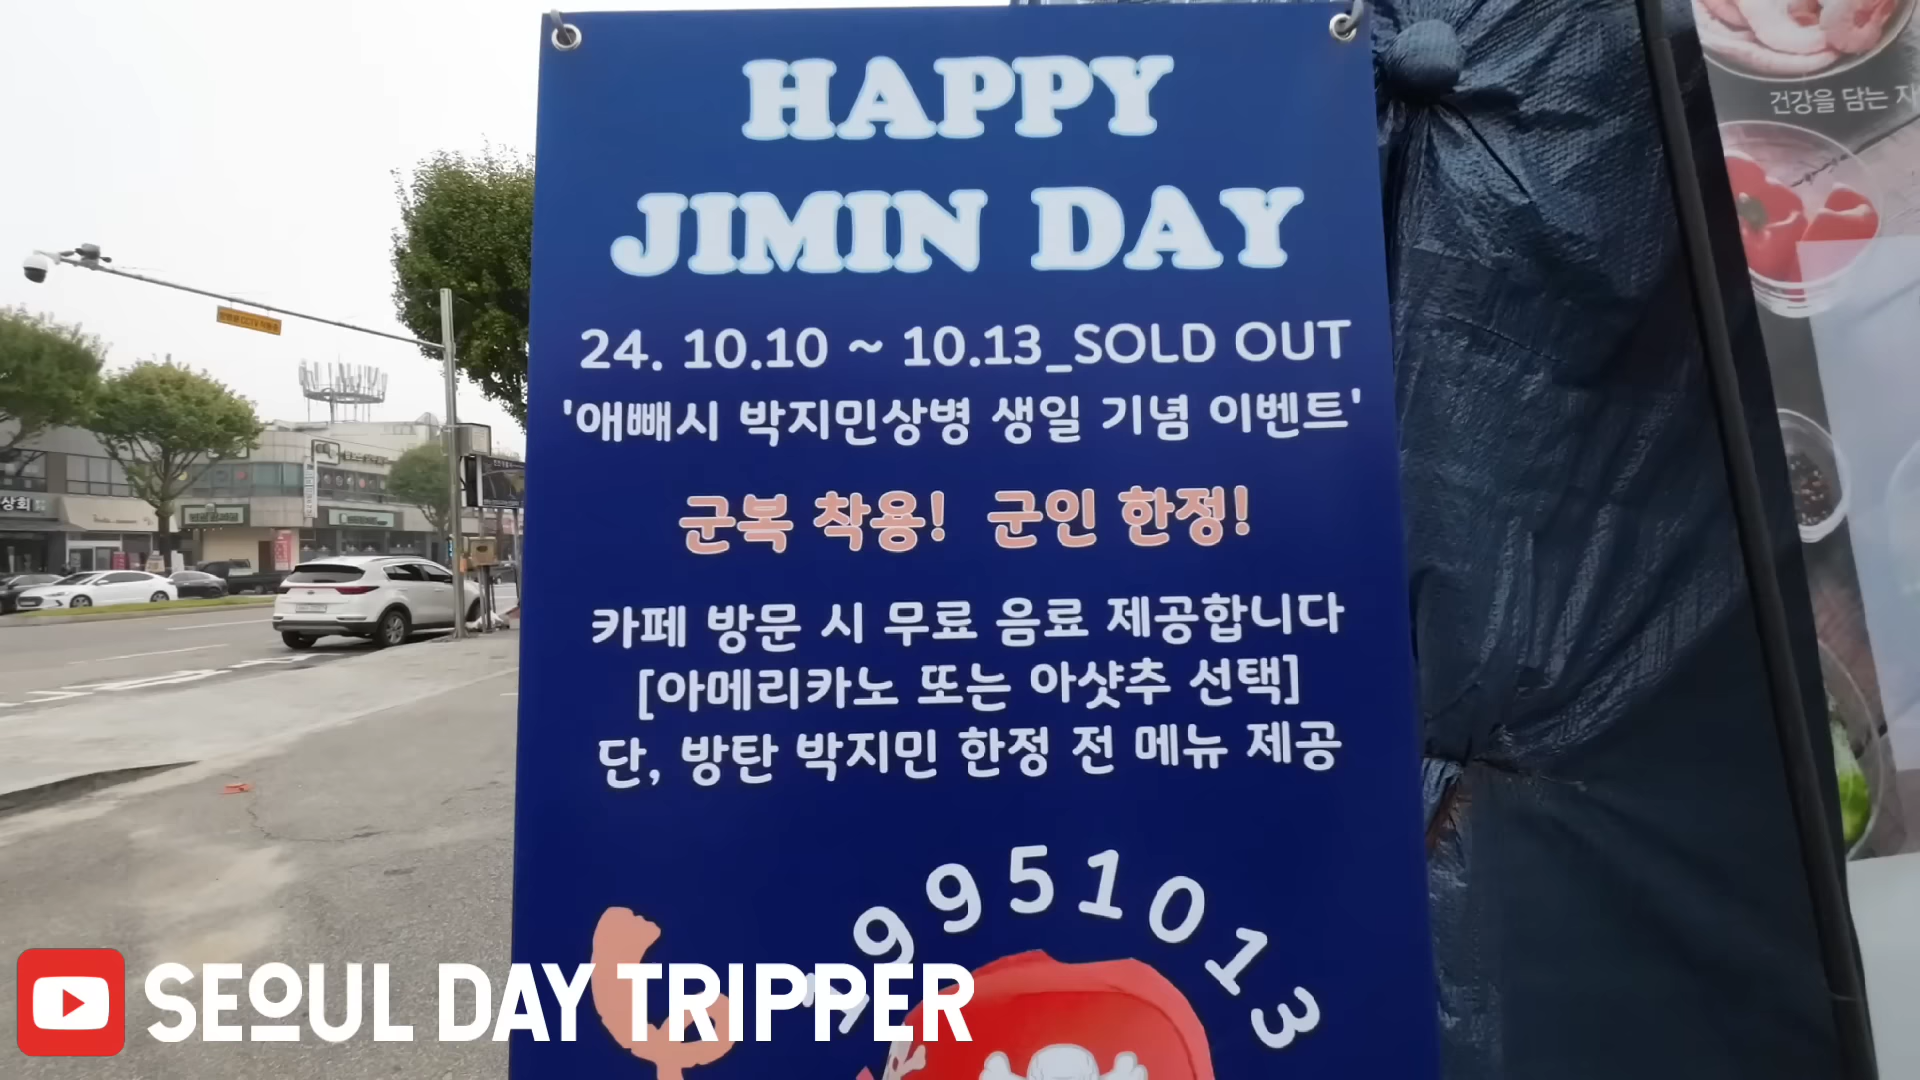 HAPPY
JIMIN DAY
24. 10.10 ~ 10.13_SOLD OUT
'애빼시 박지민상병 생일 기념 이벤트'
군복 착용! 군인 한정!
카페 방문 시 무료 음료 제공합니다
[아메리카노 또는 아샷추 선택]
단, 방탄 박지민 한정 전 메뉴 제공
19951013
건강을 담는 자
상회
SEOUL DAY TRIPPER